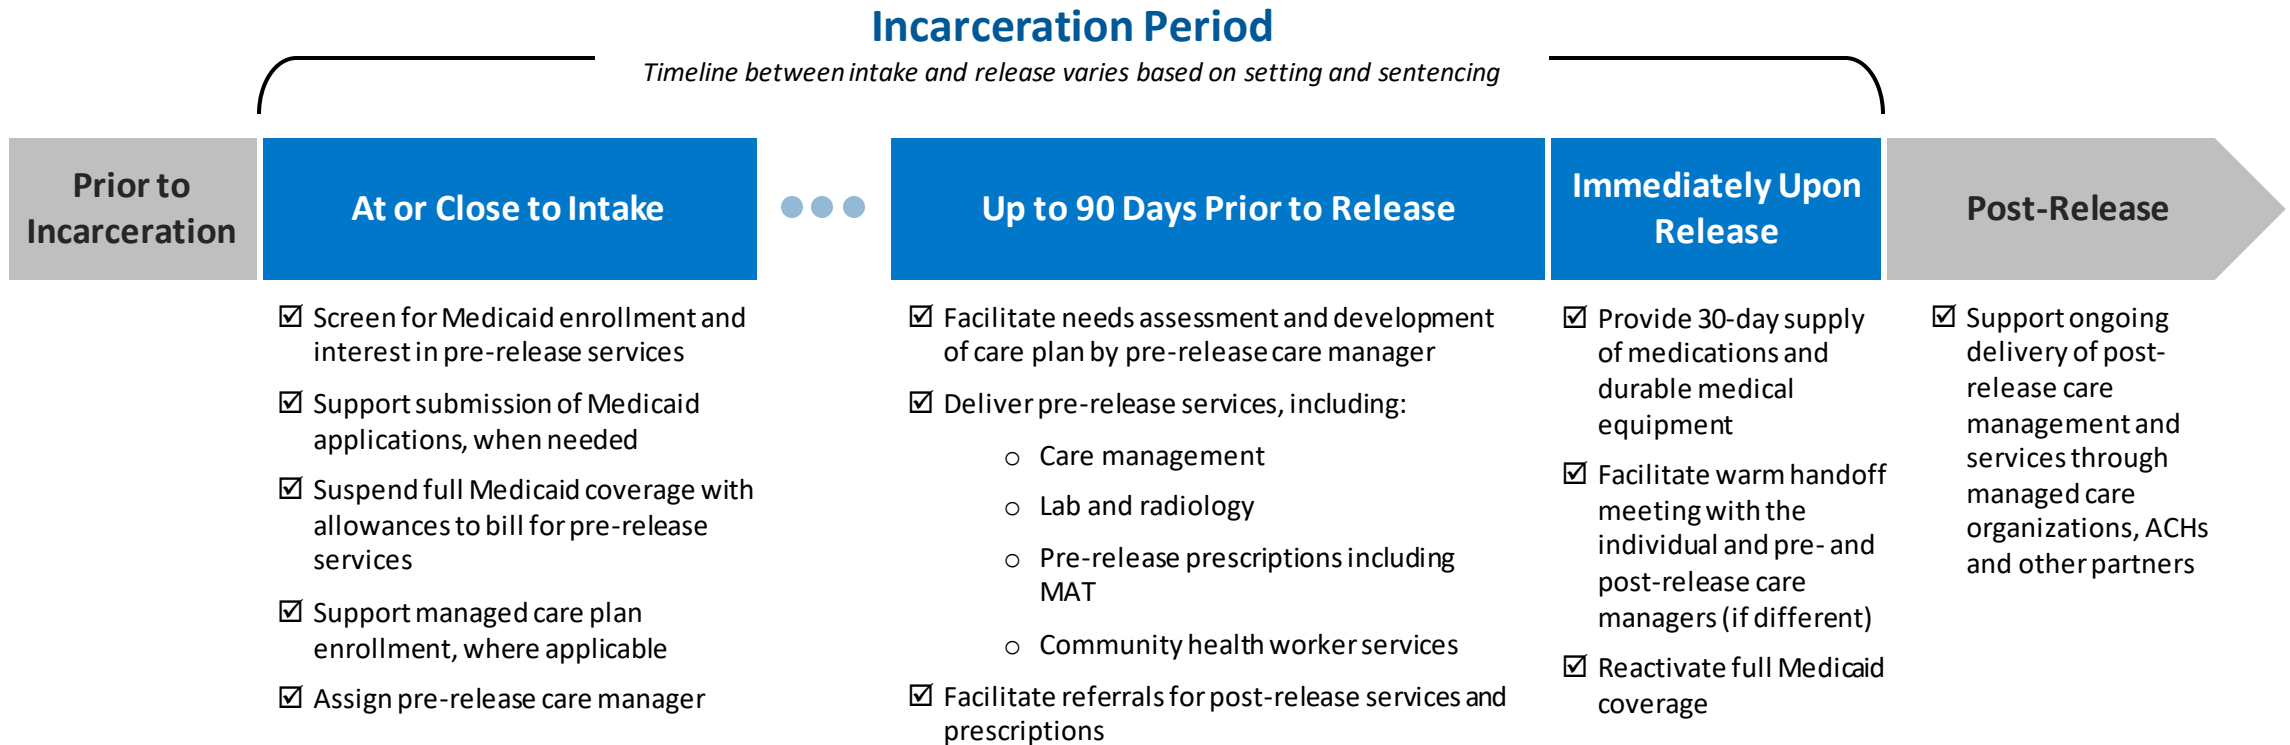 Incarceration Period
Timeline between intake and release varies based on setting and sentencing
Prior to
Incarceration
At or Close to Intake
Up to 90 Days Prior to Release
Immediately Upon
Release
Post-Release
Screen for Medicaid enrollment and
interest in pre-release services
Support submission of Medicaid
applications, when needed
Suspend full Medicaid coverage with
allowances to bill for pre-release
services
Support managed care plan
enrollment, where applicable
Assign pre-release care manager
Facilitate needs assessment and development
of care plan by pre-release care manager
Deliver pre-release services, including:
Care management
Lab and radiology
Pre-release prescriptions including
MAT
Community health worker services
Facilitate referrals for post-release services and
prescriptions
Provide 30-day supply
of medications and
durable medical
equipment
Facilitate warm handoff
meeting with the
individual and pre- and
post-release care
managers (if different)
Reactivate full Medicaid
coverage
Support ongoing
delivery of post-
release care
management and
services through
managed care
organizations, ACHs
and other partners